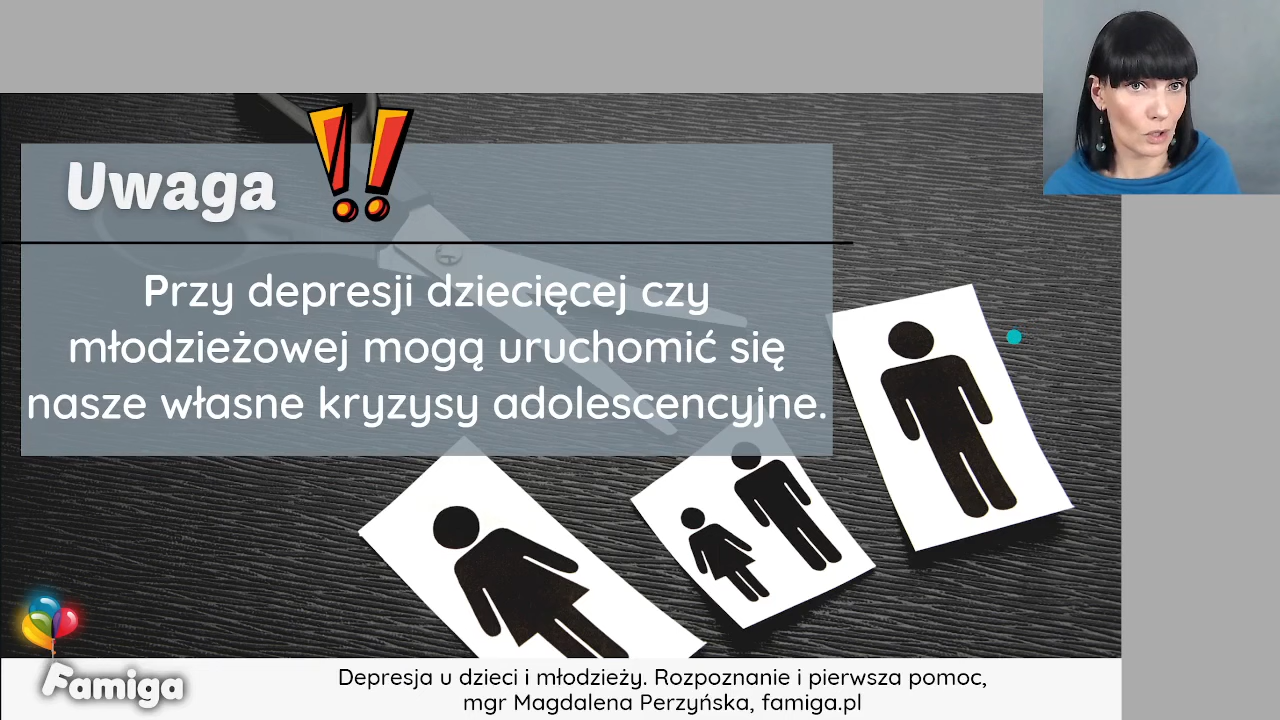 Uwaga
Przy depresji dziecięcej czy
młodzieżowej mogą uruchomić się
nasze własne kryzysy adolescencyjne.
Famiga
Depresja u dzieci i młodzieży. Rozpoznanie i pierwsza pomoc,
mgr Magdalena Perzyńska, famiga.pl